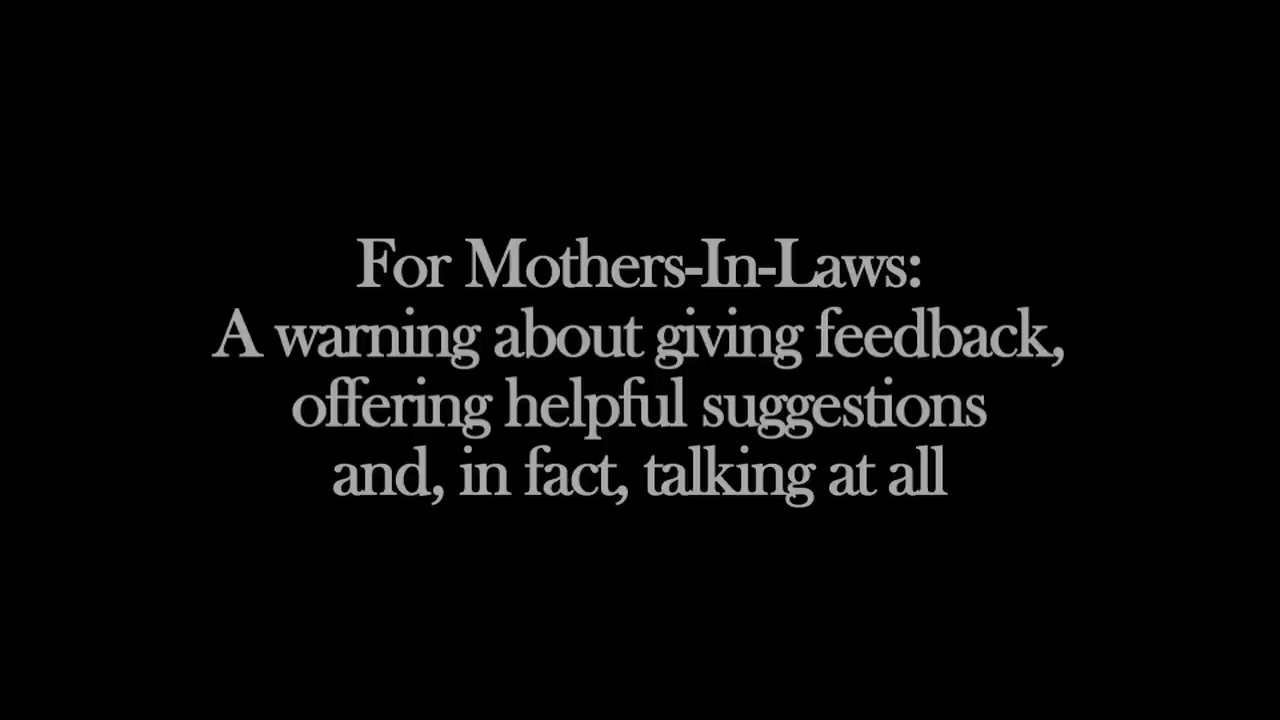 For Mothers-In-Laws:
A warning about giving feedback,
offering helpful suggestions
and, in fact, talking at all